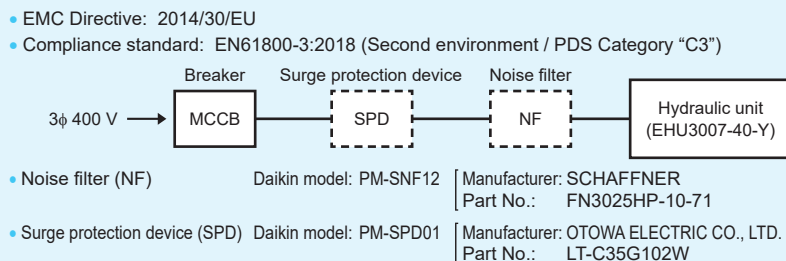 • EMC Directive: 2014/30/EU
• Compliance standard: EN61800-3:2018 (Second environment / PDS Category “C3”)
Breaker Surge protection device Noise filter
3ϕ 400 V MCCB SPD NF Hydraulic unit
(EHU3007-40-Y)
• Noise filter (NF) Daikin model: PM-SNF12 Manufacturer: SCHAFFNER
Part No.: FN3025HP-10-71
• Surge protection device (SPD) Daikin model: PM-SPD01 Manufacturer: OTOWA ELECTRIC CO., LTD.
Part No.: LT-C35G102W